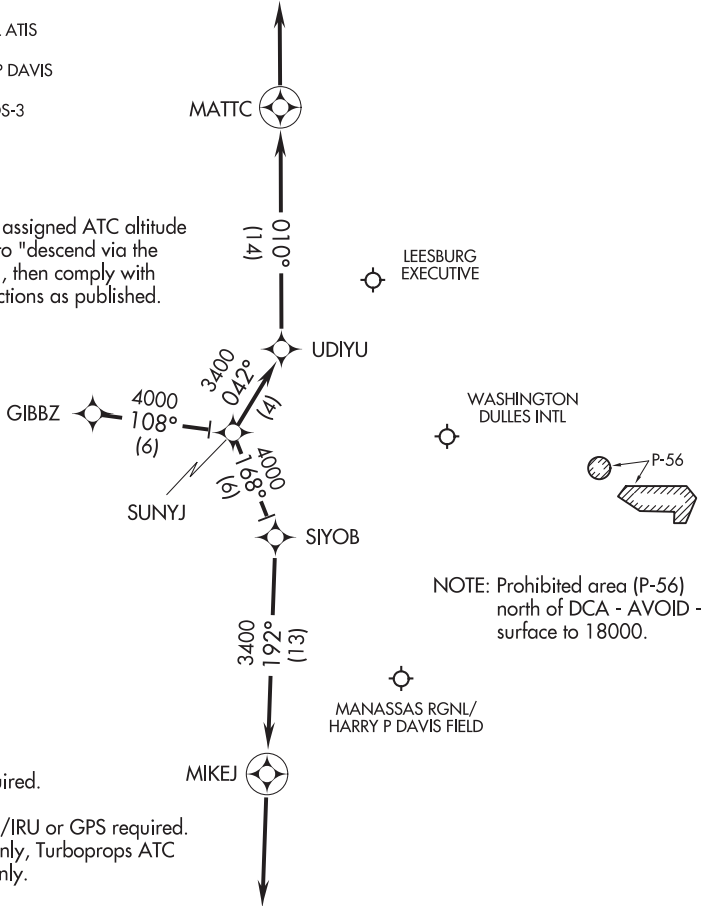 ATIS
P DAVIS
S-3
MATTC
assigned ATC altitude
to "descend via the
, then comply with
ctions as published.
010°
(14)
LEESBURG
EXECUTIVE
UDIYU
3400
042°
(4)
GIBBZ
4000
108°
(6)
WASHINGTON
DULLES INTL
P-56
4000
168°
(6)
SUNYJ
SIYOB
NOTE: Prohibited area (P-56)
north of DCA - AVOID -
surface to 18000.
3400
192°
(13)
MANASSAS RGNL/
HARRY P DAVIS FIELD
MIKEJ
uired.
/IRU or GPS required.
nly, Turboprops ATC
nly.